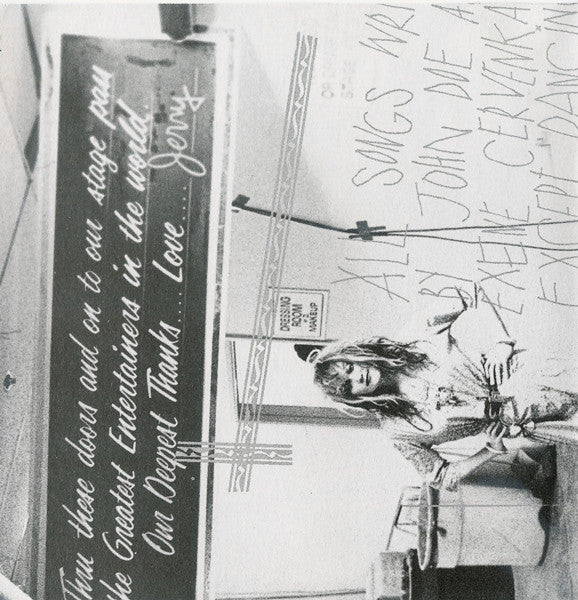 Thru these doors and on to our stage pass
the Greatest Entertainers in the world.
Our Deepest Thanks.... Love..... Jerry
DRESSING
ROOM
MAKEUP
ALL SONGS WRI
BY JOHN DOE A
EXENE CERVENKA
EXCEPT DANCIN